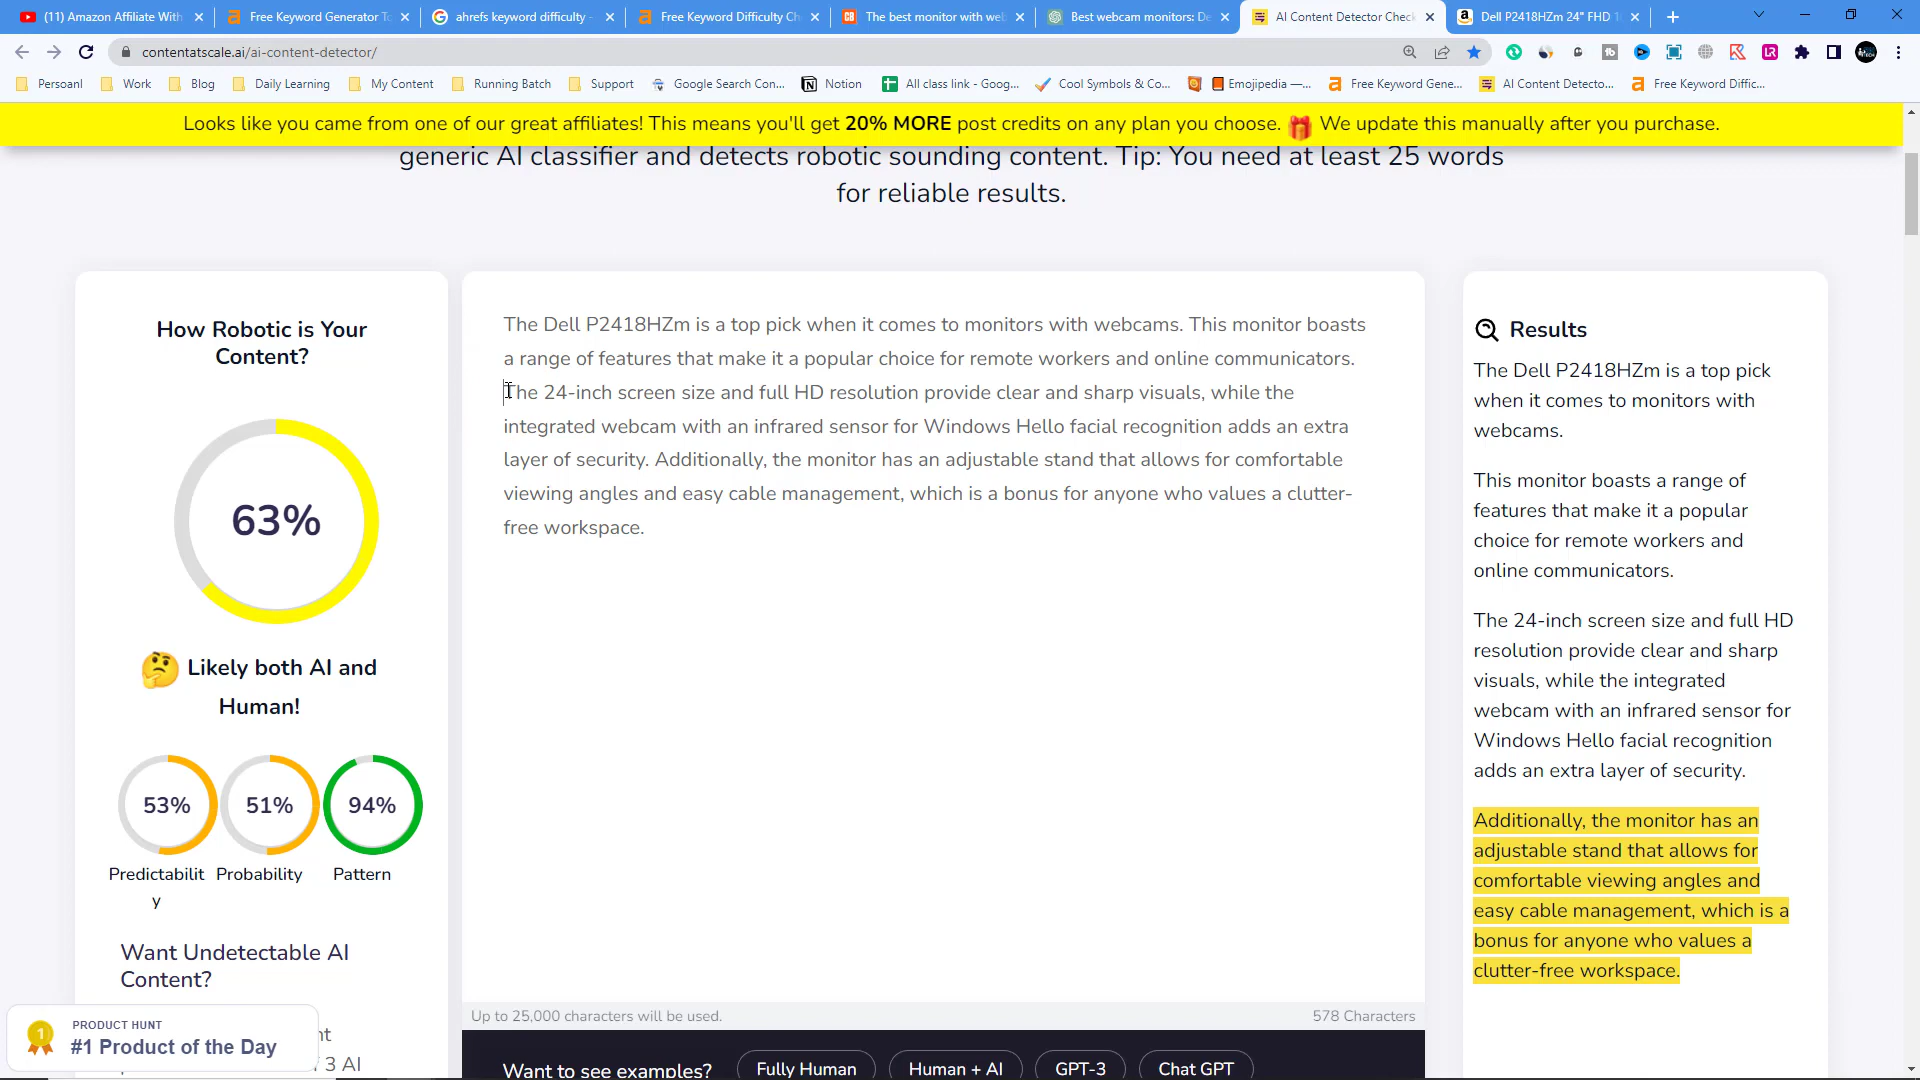 (11) Amazon Affiliate With
Free Keyword Generator To
ahrefs keyword difficulty -
Free Keyword Difficulty Ch
The best monitor with we
Best webcam monitors: De
AI Content Detector Check
Dell P2418HZm 24" FHD 1
contentatscale.ai/ai-content-detector/
Persoanl
Work
Blog
Daily Learning
My Content
Running Batch
Support
Google Search Con...
Notion
All class link - Goog...
Cool Symbols & Co...
Emojipedia —...
Free Keyword Gene...
AI Content Detecto...
Free Keyword Diffic...
Looks like you came from one of our great affiliates! This means you'll get 20% MORE post credits on any plan you choose. 🎁 We update this manually after you purchase.
generic AI classifier and detects robotic sounding content. Tip: You need at least 25 words
for reliable results.
How Robotic is Your
Content?
63%
🤔 Likely both AI and
Human!
53%
51%
94%
Predictabilit
y
Probability
Pattern
Want Undetectable AI
Content?
nt
f 3 AI
PRODUCT HUNT
#1 Product of the Day
The Dell P2418HZm is a top pick when it comes to monitors with webcams. This monitor boasts
a range of features that make it a popular choice for remote workers and online communicators.
The 24-inch screen size and full HD resolution provide clear and sharp visuals, while the
integrated webcam with an infrared sensor for Windows Hello facial recognition adds an extra
layer of security. Additionally, the monitor has an adjustable stand that allows for comfortable
viewing angles and easy cable management, which is a bonus for anyone who values a clutter-
free workspace.
Up to 25,000 characters will be used.
578 Characters
Want to see examples?
Fully Human
Human + AI
GPT-3
Chat GPT
Results
The Dell P2418HZm is a top pick
when it comes to monitors with
webcams.
This monitor boasts a range of
features that make it a popular
choice for remote workers and
online communicators.
The 24-inch screen size and full HD
resolution provide clear and sharp
visuals, while the integrated
webcam with an infrared sensor for
Windows Hello facial recognition
adds an extra layer of security.
Additionally, the monitor has an
adjustable stand that allows for
comfortable viewing angles and
easy cable management, which is a
bonus for anyone who values a
clutter-free workspace.